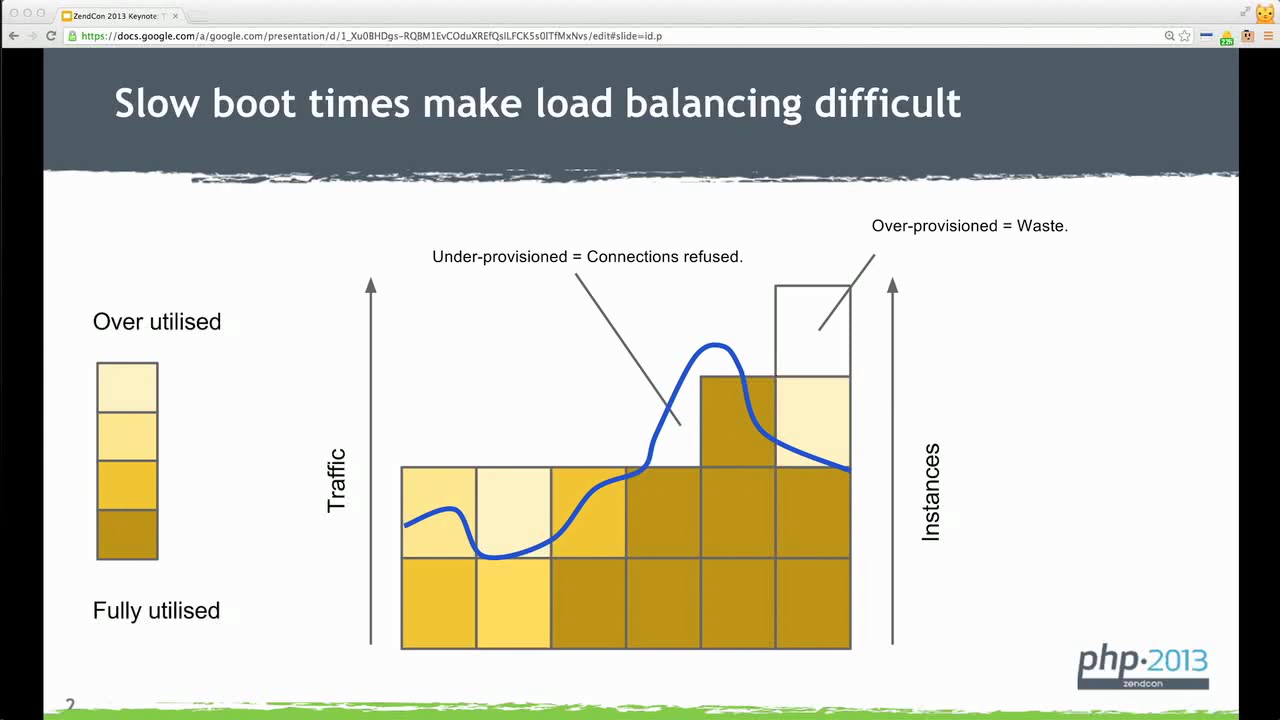 ZendCon 2013 Keynote: T
https://docs.google.com/a/google.com/presentation/d/1_Xu0BHDgs-RQBM1EvCOduXREfQslLFCK5s0ITfMxNvs/edit#slide=id.p
Slow boot times make load balancing difficult
Over-provisioned = Waste.
Under-provisioned = Connections refused.
Over utilised
Traffic
Instances
Fully utilised
php·2013
zendcon
2